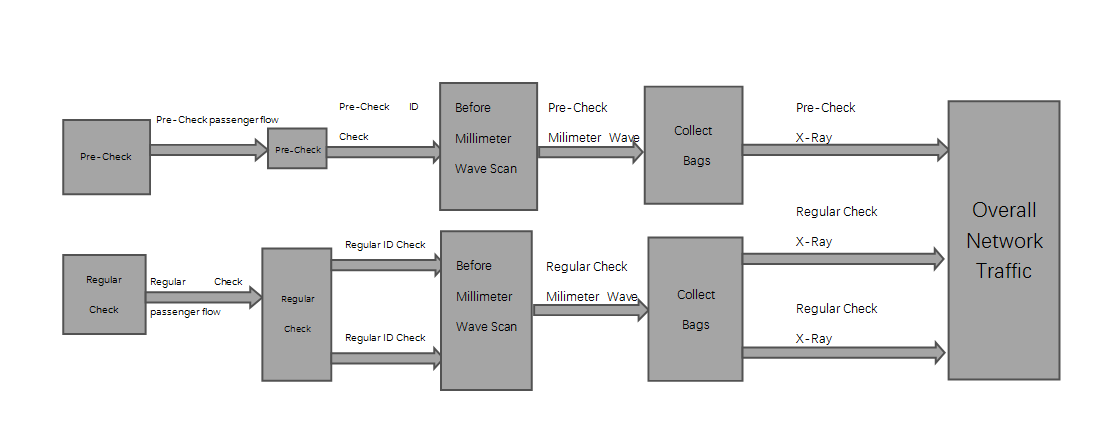 Pre-Check
Pre-Check passenger flow
Pre-Check
Pre-Check ID
Check
Before
Millimeter
Wave Scan
Pre-Check
Milimeter Wave
Collect
Bags
Pre-Check
X-Ray
Regular
Check
Regular Check
passenger flow
Regular
Check
Regular ID Check
Regular ID Check
Before
Millimeter
Wave Scan
Regular Check
Milimeter Wave
Collect
Bags
Regular Check
X-Ray
Regular Check
X-Ray
Overall
Network
Traffic